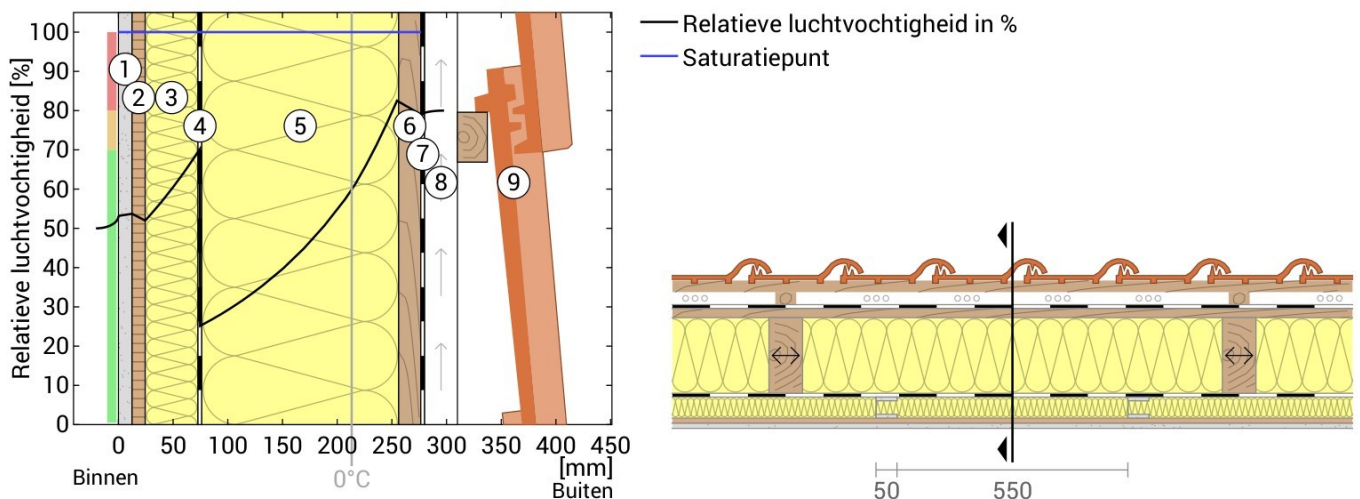 Relatieve luchtvochtigheid [%]
100
90
80
70
60
50
40
30
20
10
0
1
2
3
4
5
6
7
8
9
0 50 100 150 200 250 300 350 400 450
[mm]
Binnen
0°C
Buiten
Relatieve luchtvochtigheid in %
Saturatiepunt
50 550